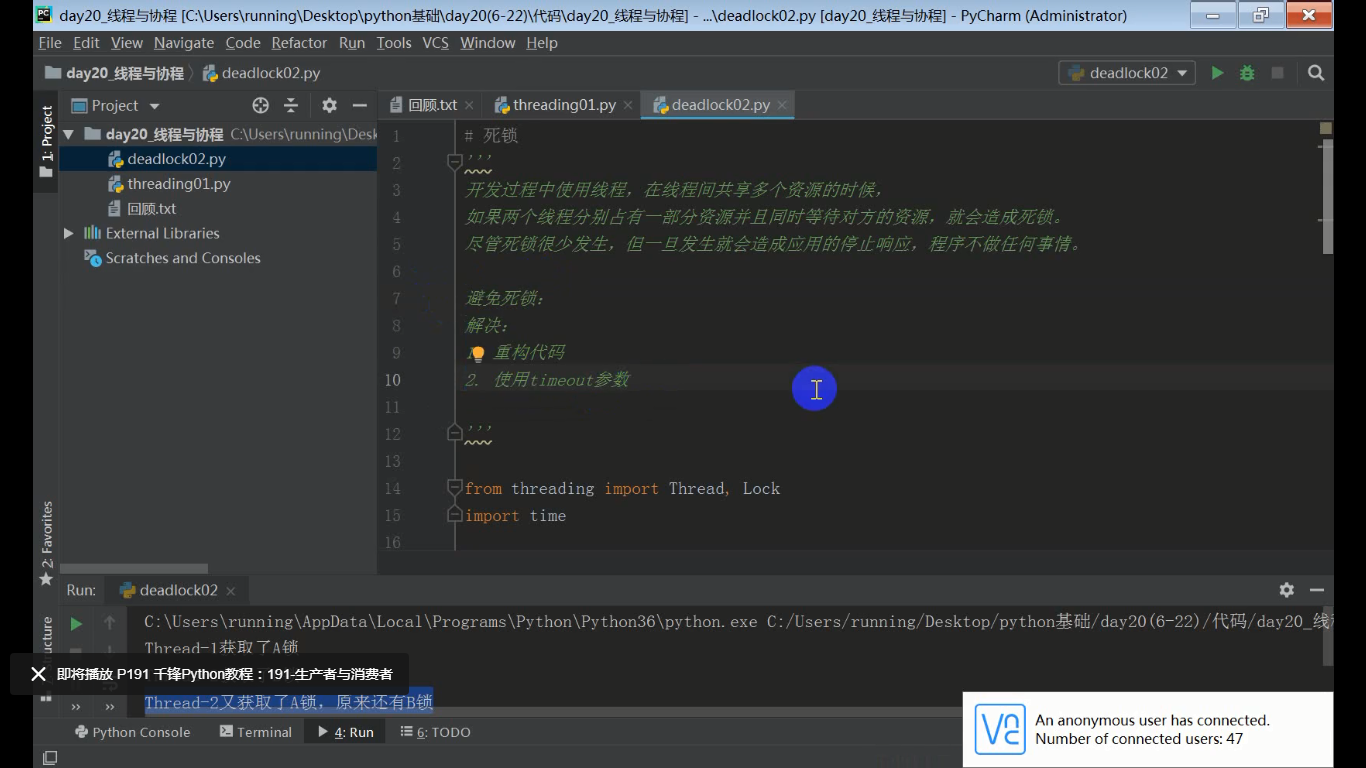 day20_线程与协程 [C:\Users\running\Desktop\python基础\day20(6-22)\代码\day20_线程与协程] - ...\deadlock02.py [day20_线程与协程] - PyCharm (Administrator)
File Edit View Navigate Code Refactor Run Tools VCS Window Help
day20_线程与协程 deadlock02.py
deadlock02
Project
回顾.txt threading01.py deadlock02.py
1: Project
day20_线程与协程 C:\Users\running\Desk
deadlock02.py
threading01.py
回顾.txt
External Libraries
Scratches and Consoles
1 # 死锁
2 '''
3 开发过程中使用线程，在线程间共享多个资源的时候，
4 如果两个线程分别占有一部分资源并且同时等待对方的资源，就会造成死锁。
5 尽管死锁很少发生，但一旦发生就会造成应用的停止响应，程序不做任何事情。
6
7 避免死锁：
8 解决：
9 1. 重构代码
10 2. 使用timeout参数
11
12 '''
13
14 from threading import Thread, Lock
15 import time
16
2: Favorites
Run: deadlock02
C:\Users\running\AppData\Local\Programs\Python\Python36\python.exe C:/Users/running/Desktop/python基础/day20(6-22)/代码/day20_线
Thread-1获取了A锁
即将播放 P191 千锋Python教程：191-生产者与消费者
Thread-2又获取了A锁，原来还有B锁
Python Console Terminal 4: Run 6: TODO
An anonymous user has connected.
Number of connected users: 47